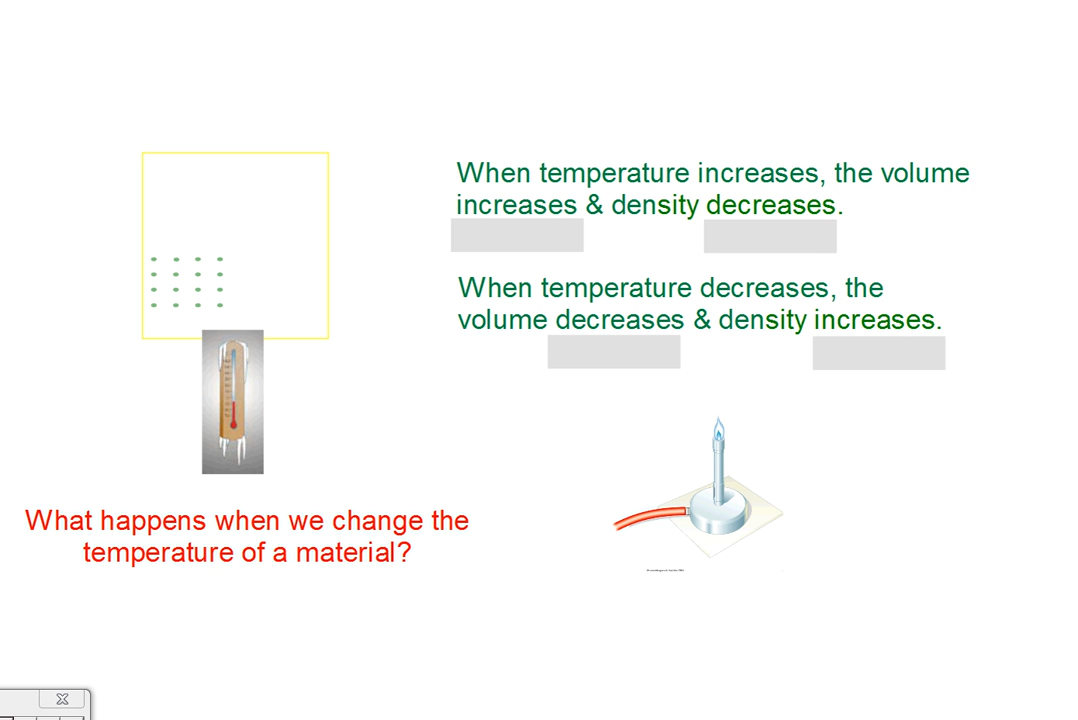 When temperature increases, the volume
increases & density decreases.
When temperature decreases, the
volume decreases & density increases.
What happens when we change the
temperature of a material?